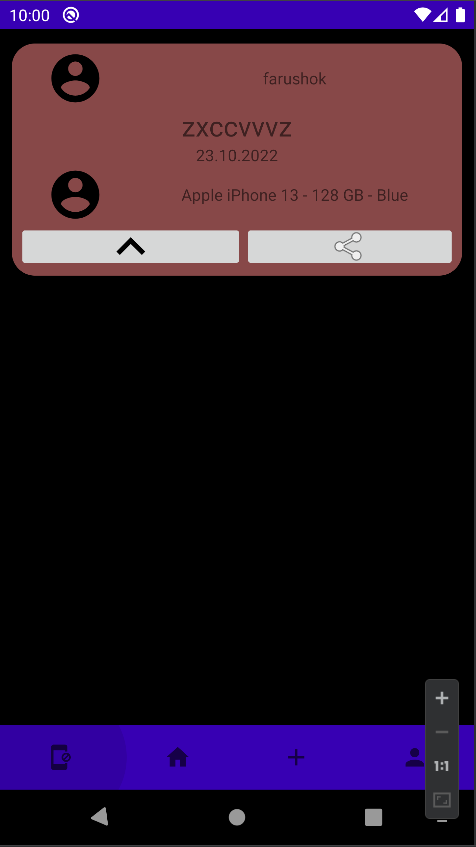 10:00
farushok
ZXCCVVVZ
23.10.2022
Apple iPhone 13 - 128 GB - Blue
1:1